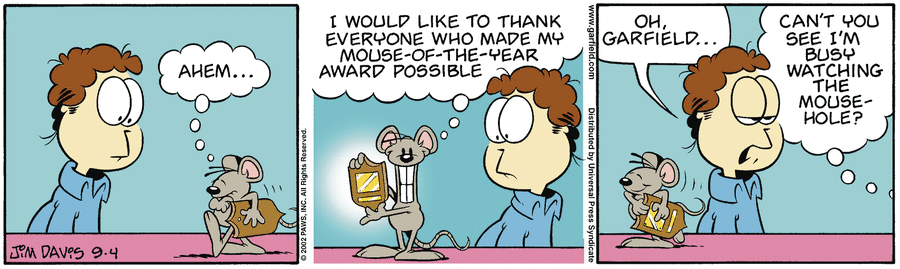 AHEM...
JIM DAVIS 9.4
I WOULD LIKE TO THANK
EVERYONE WHO MADE MY
MOUSE-OF-THE-YEAR
AWARD POSSIBLE
© 2002 PAWS, INC. All Rights Reserved.
www.garfield.com
OH,
GARFIELD...
CAN'T YOU
SEE I'M
BUSY
WATCHING
THE
MOUSE-
HOLE?
Distributed by Universal Press Syndicate